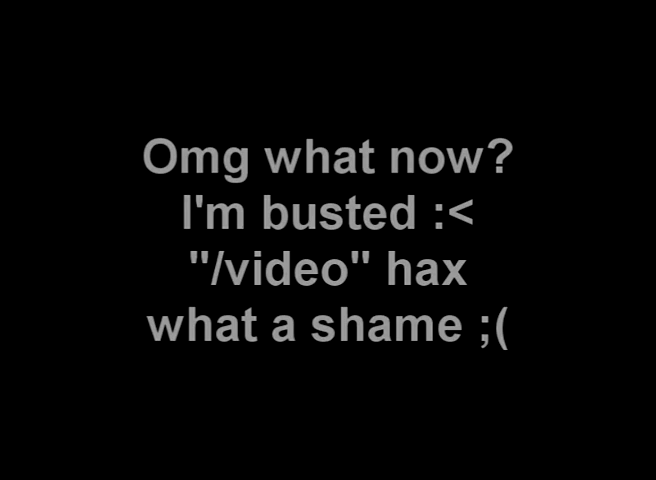 Omg what now?
I'm busted :<
"/video" hax
what a shame ;(